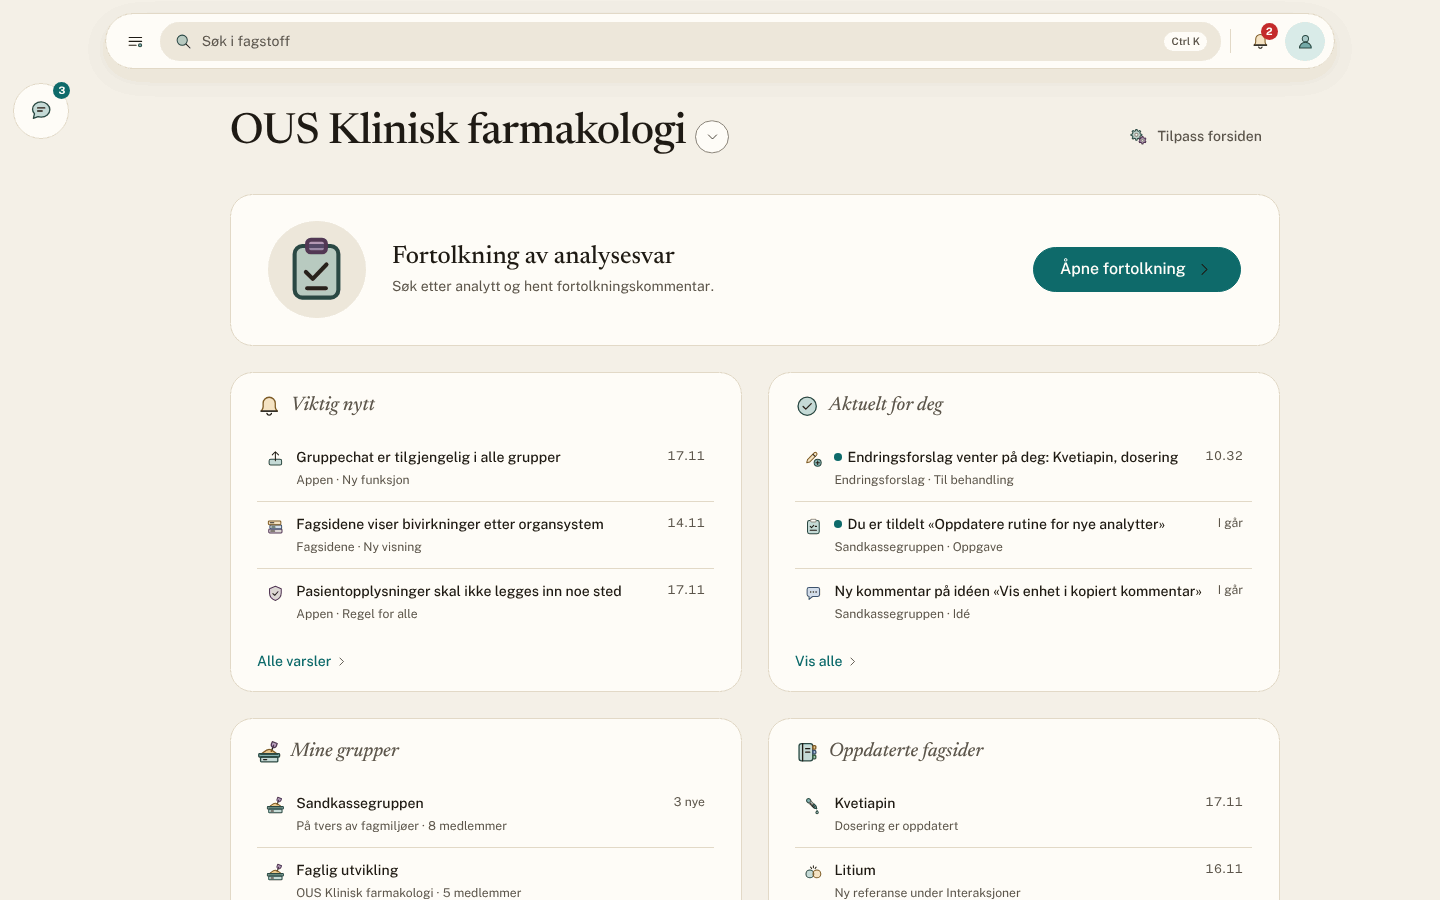 Søk i fagstoff
Ctrl K
2
3
OUS Klinisk farmakologi
Tilpass forsiden
Fortolkning av analysesvar
Søk etter analytt og hent fortolkningskommentar.
Åpne fortolkning
Viktig nytt
Gruppechat er tilgjengelig i alle grupper 17.11
Appen · Ny funksjon
Fagsidene viser bivirkninger etter organsystem 14.11
Fagsidene · Ny visning
Pasientopplysninger skal ikke legges inn noe sted 17.11
Appen · Regel for alle
Alle varsler
Aktuelt for deg
Endringsforslag venter på deg: Kvetiapin, dosering 10.32
Endringsforslag · Til behandling
Du er tildelt «Oppdatere rutine for nye analytter» I går
Sandkassegruppen · Oppgave
Ny kommentar på idéen «Vis enhet i kopiert kommentar» I går
Sandkassegruppen · Idé
Vis alle
Mine grupper
Sandkassegruppen 3 nye
På tvers av fagmiljøer · 8 medlemmer
Faglig utvikling
OUS Klinisk farmakologi · 5 medlemmer
Oppdaterte fagsider
Kvetiapin 17.11
Dosering er oppdatert
Litium 16.11
Ny referanse under Interaksjoner